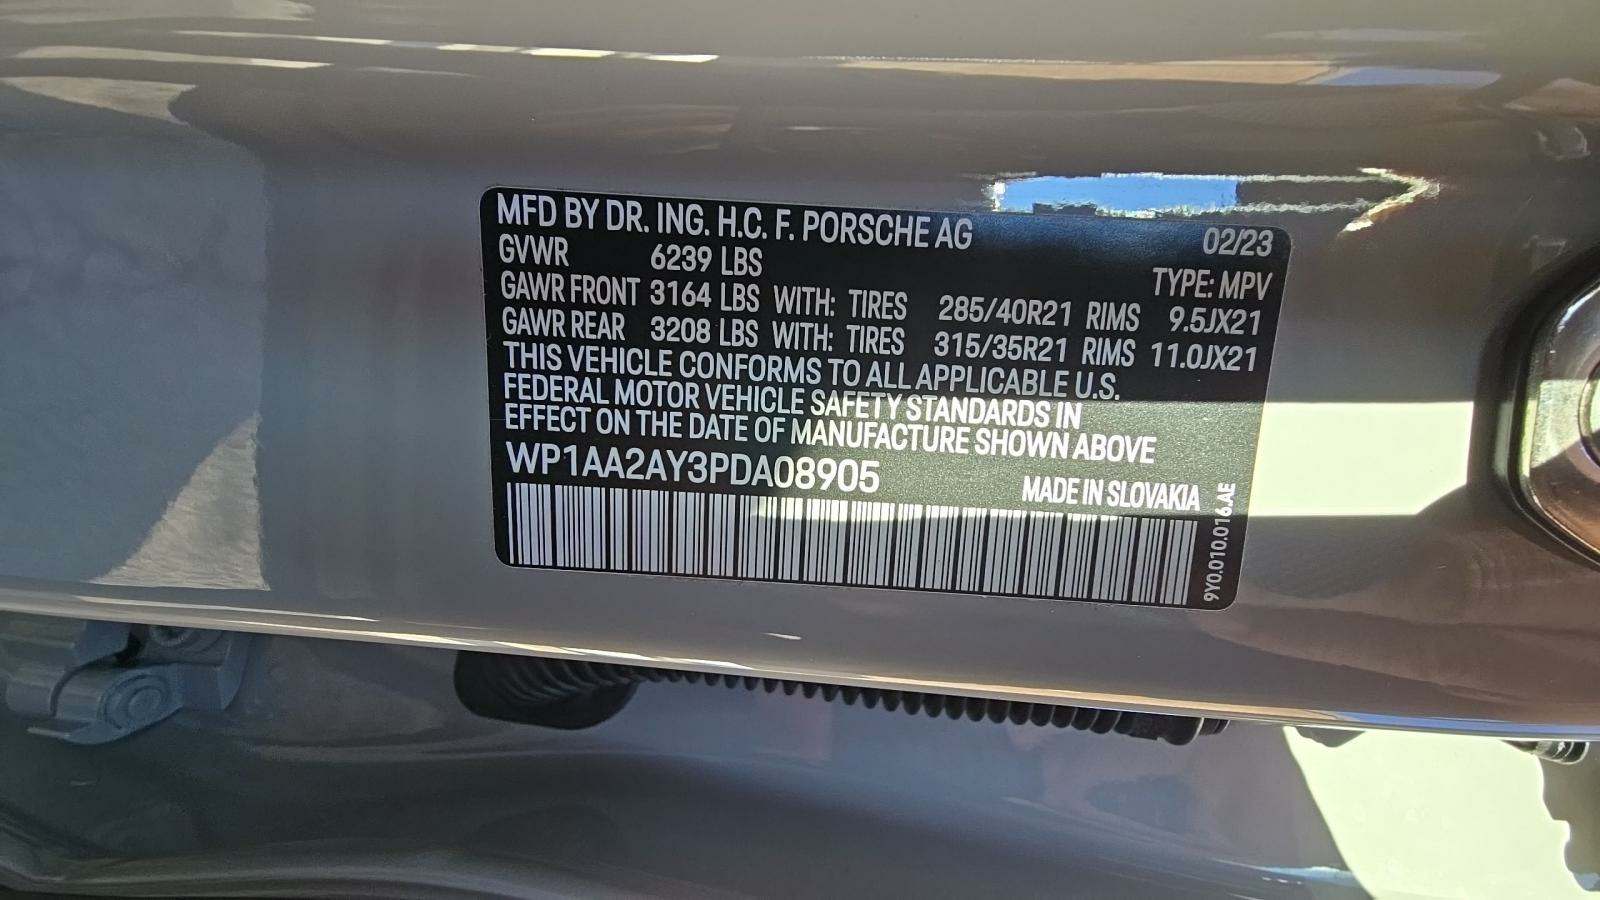 MFD BY DR. ING. H.C. F. PORSCHE AG 02/23
GVWR 6239 LBS TYPE: MPV
GAWR FRONT 3164 LBS WITH: TIRES 285/40R21 RIMS 9.5JX21
GAWR REAR 3208 LBS WITH: TIRES 315/35R21 RIMS 11.0JX21
THIS VEHICLE CONFORMS TO ALL APPLICABLE U.S.
FEDERAL MOTOR VEHICLE SAFETY STANDARDS IN
EFFECT ON THE DATE OF MANUFACTURE SHOWN ABOVE
WP1AA2AY3PDA08905
MADE IN SLOVAKIA
9Y0.010.016.AE